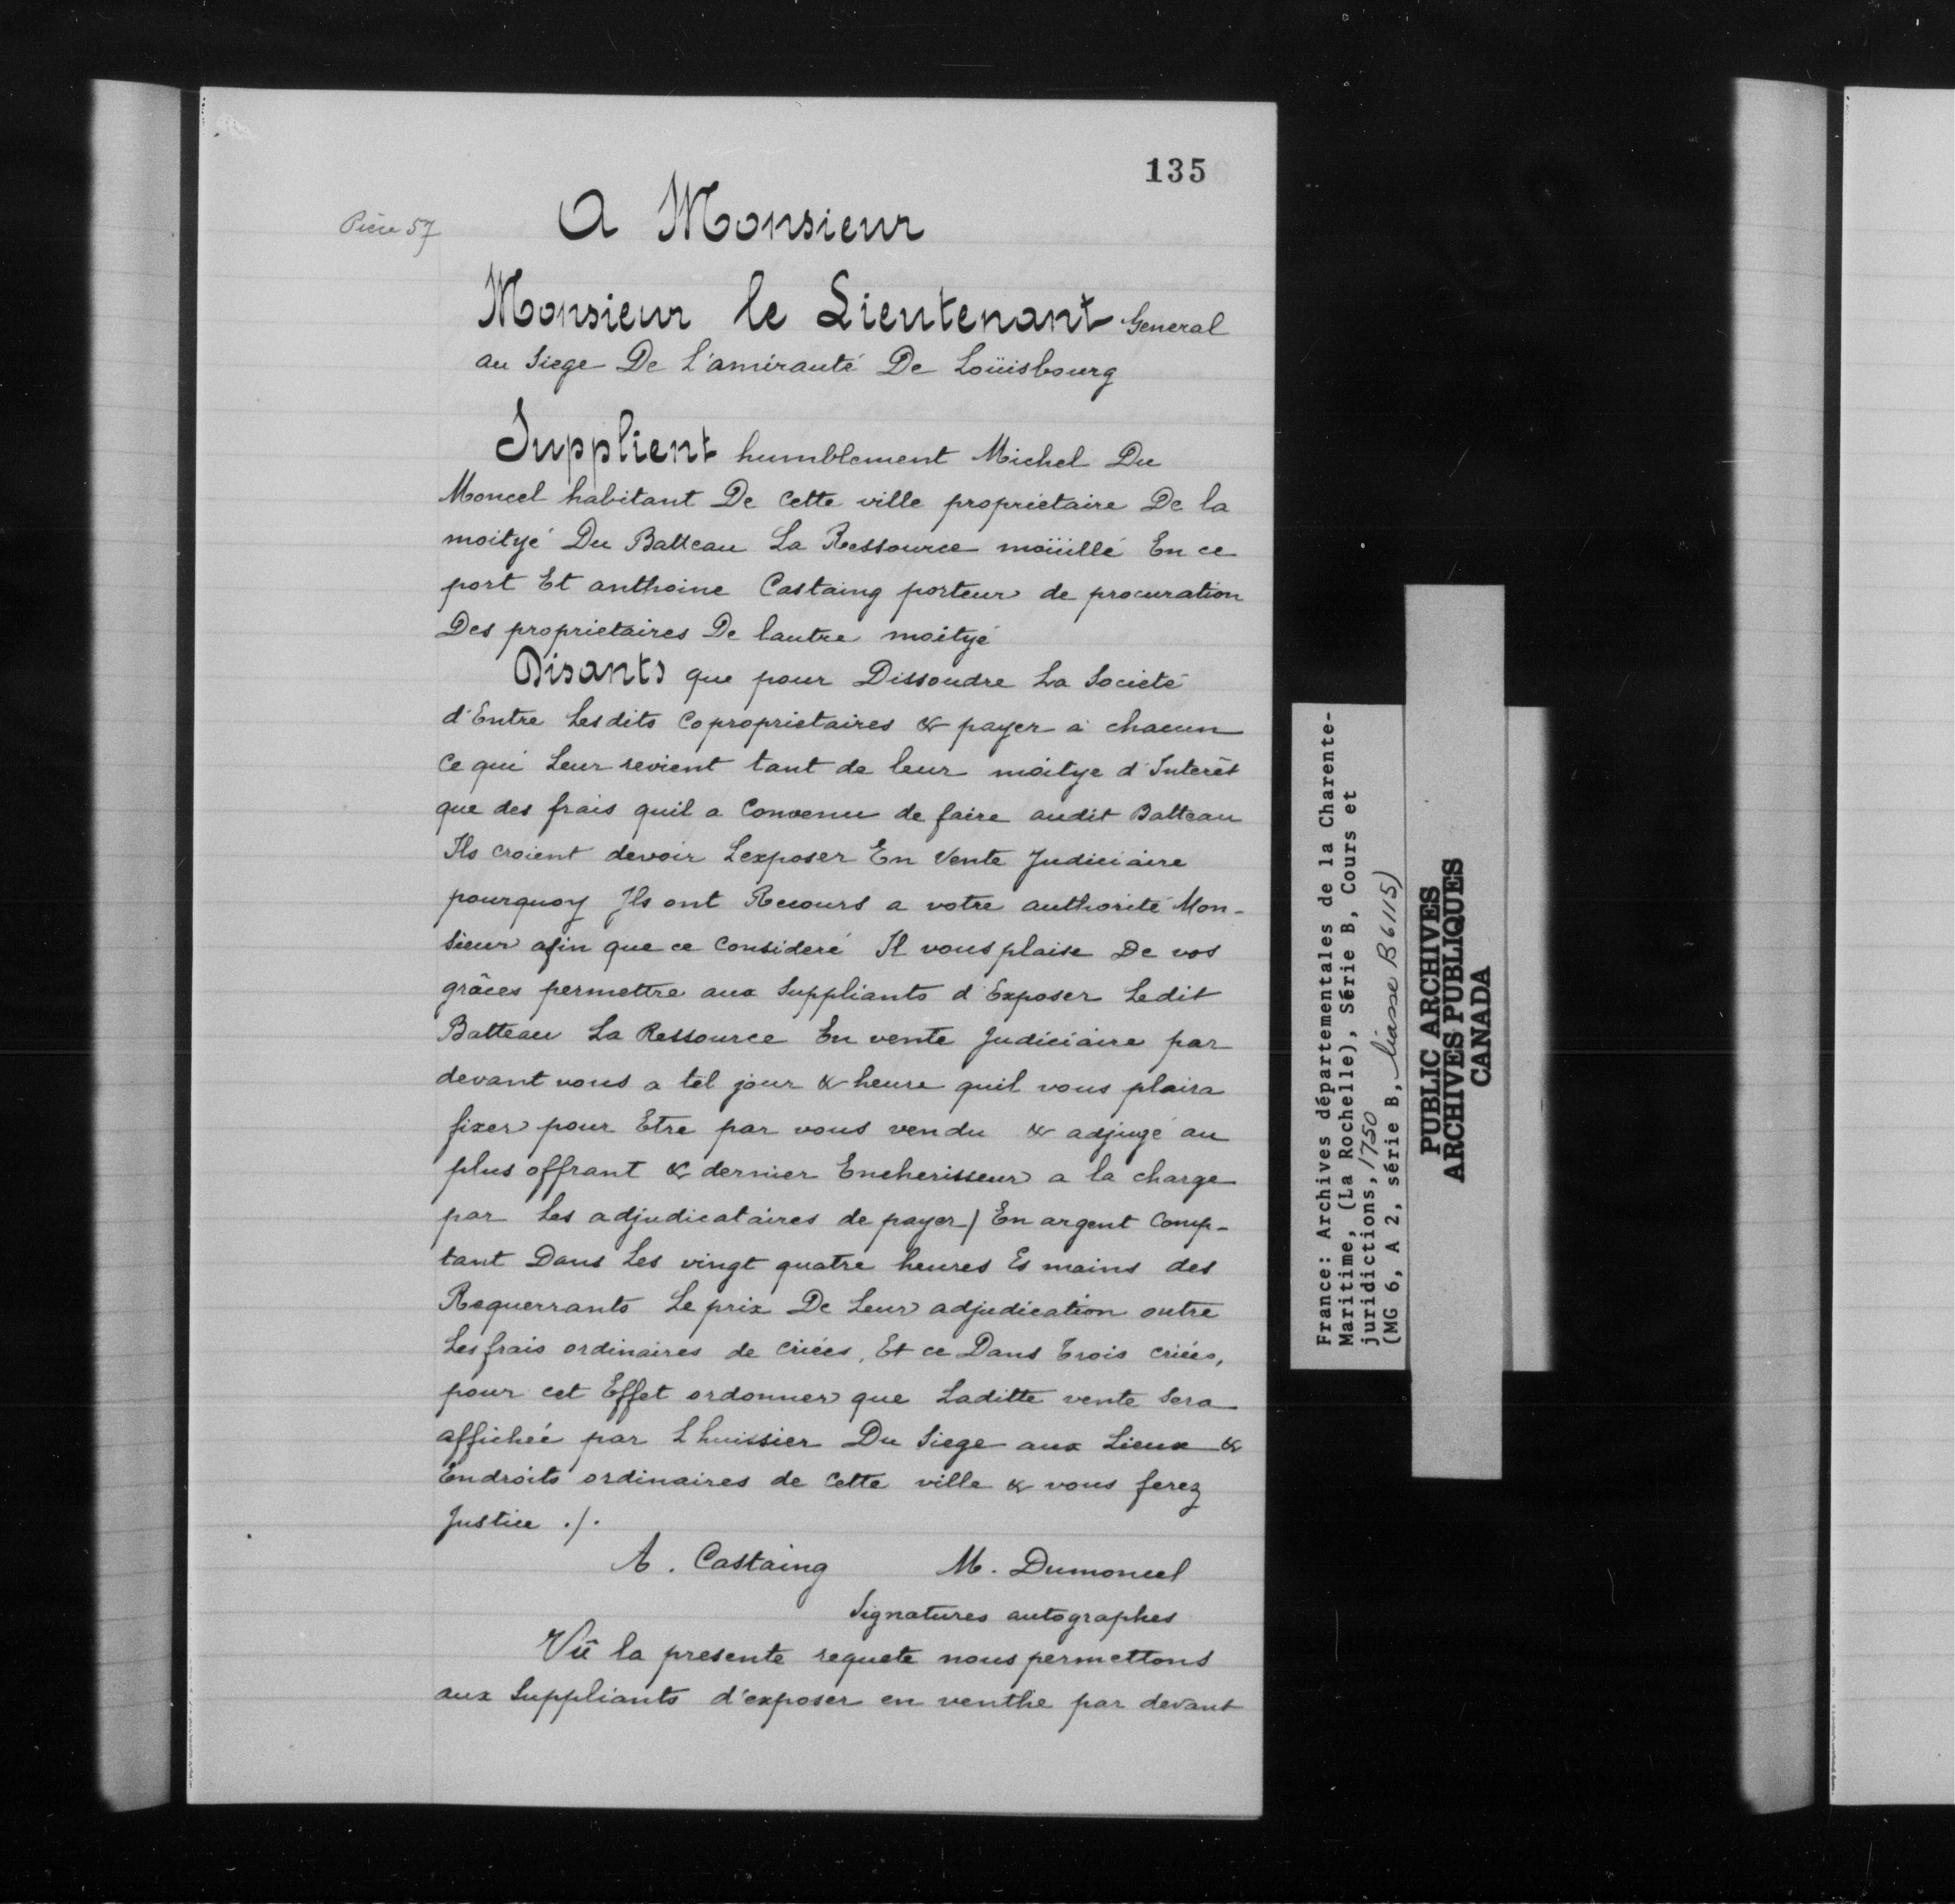 135
Pièce 57
A Monsieur
Monsieur le Lieutenant General
au Siege De L'amirauté De Loüisbourg
Supplient humblement Michel Du
Moncel habitant De Cette ville proprietaire De la
moityé Du Batteau La Ressource moüillé En ce
port Et anthoine Castaing porteur de procuration
Des proprietaires De lautre moityé
Disants que pour Dissoudre La Societé
d'Entre Lesdits Coproprietaires & payer a chacun
Ce qui Leur revient tant de leur moitye d'Interêt
que des frais quil a Convenu de faire audit Batteau
Ils croient devoir Lexposer En Vente Judiciaire
pourquoy Ils ont Recours a votre authorité Mon-
sieur afin que ce Consideré Il vous plaise De vos
grâces permettre aux Suppliants d'Exposer Ledit
Batteau La Ressource En vente Judiciaire par
devant vous a tel jour & heure quil vous plaira
fixer pour Etre par vous vendu & adjugé au
plus offrant & dernier Encherisseur a la charge
par Les adjudicataires de payer / En argent Comp-
tant Dans Les vingt quatre heures Es mains des
Requerrants Le prix De Leur adjudication outre
Les frais ordinaires de criées, Et ce Dans Trois criées,
pour cet Effet ordonner que Laditte vente Sera
affichée par L huissier Du Siege aux Lieux &
Endroits ordinaires de Cette ville & vous ferez
Justice ./.
A. Castaing M. Dumoncel
Signatures autographes
Vû la presente requete nous permettons
aux Suppliants d'exposer en venthe par devant
France: Archives départementales de la Charente-
Maritime, (La Rochelle), Série B, Cours et
juridictions, 1750
(MG 6, A 2, série B, liasse B 6115)
PUBLIC ARCHIVES
ARCHIVES PUBLIQUES
CANADA